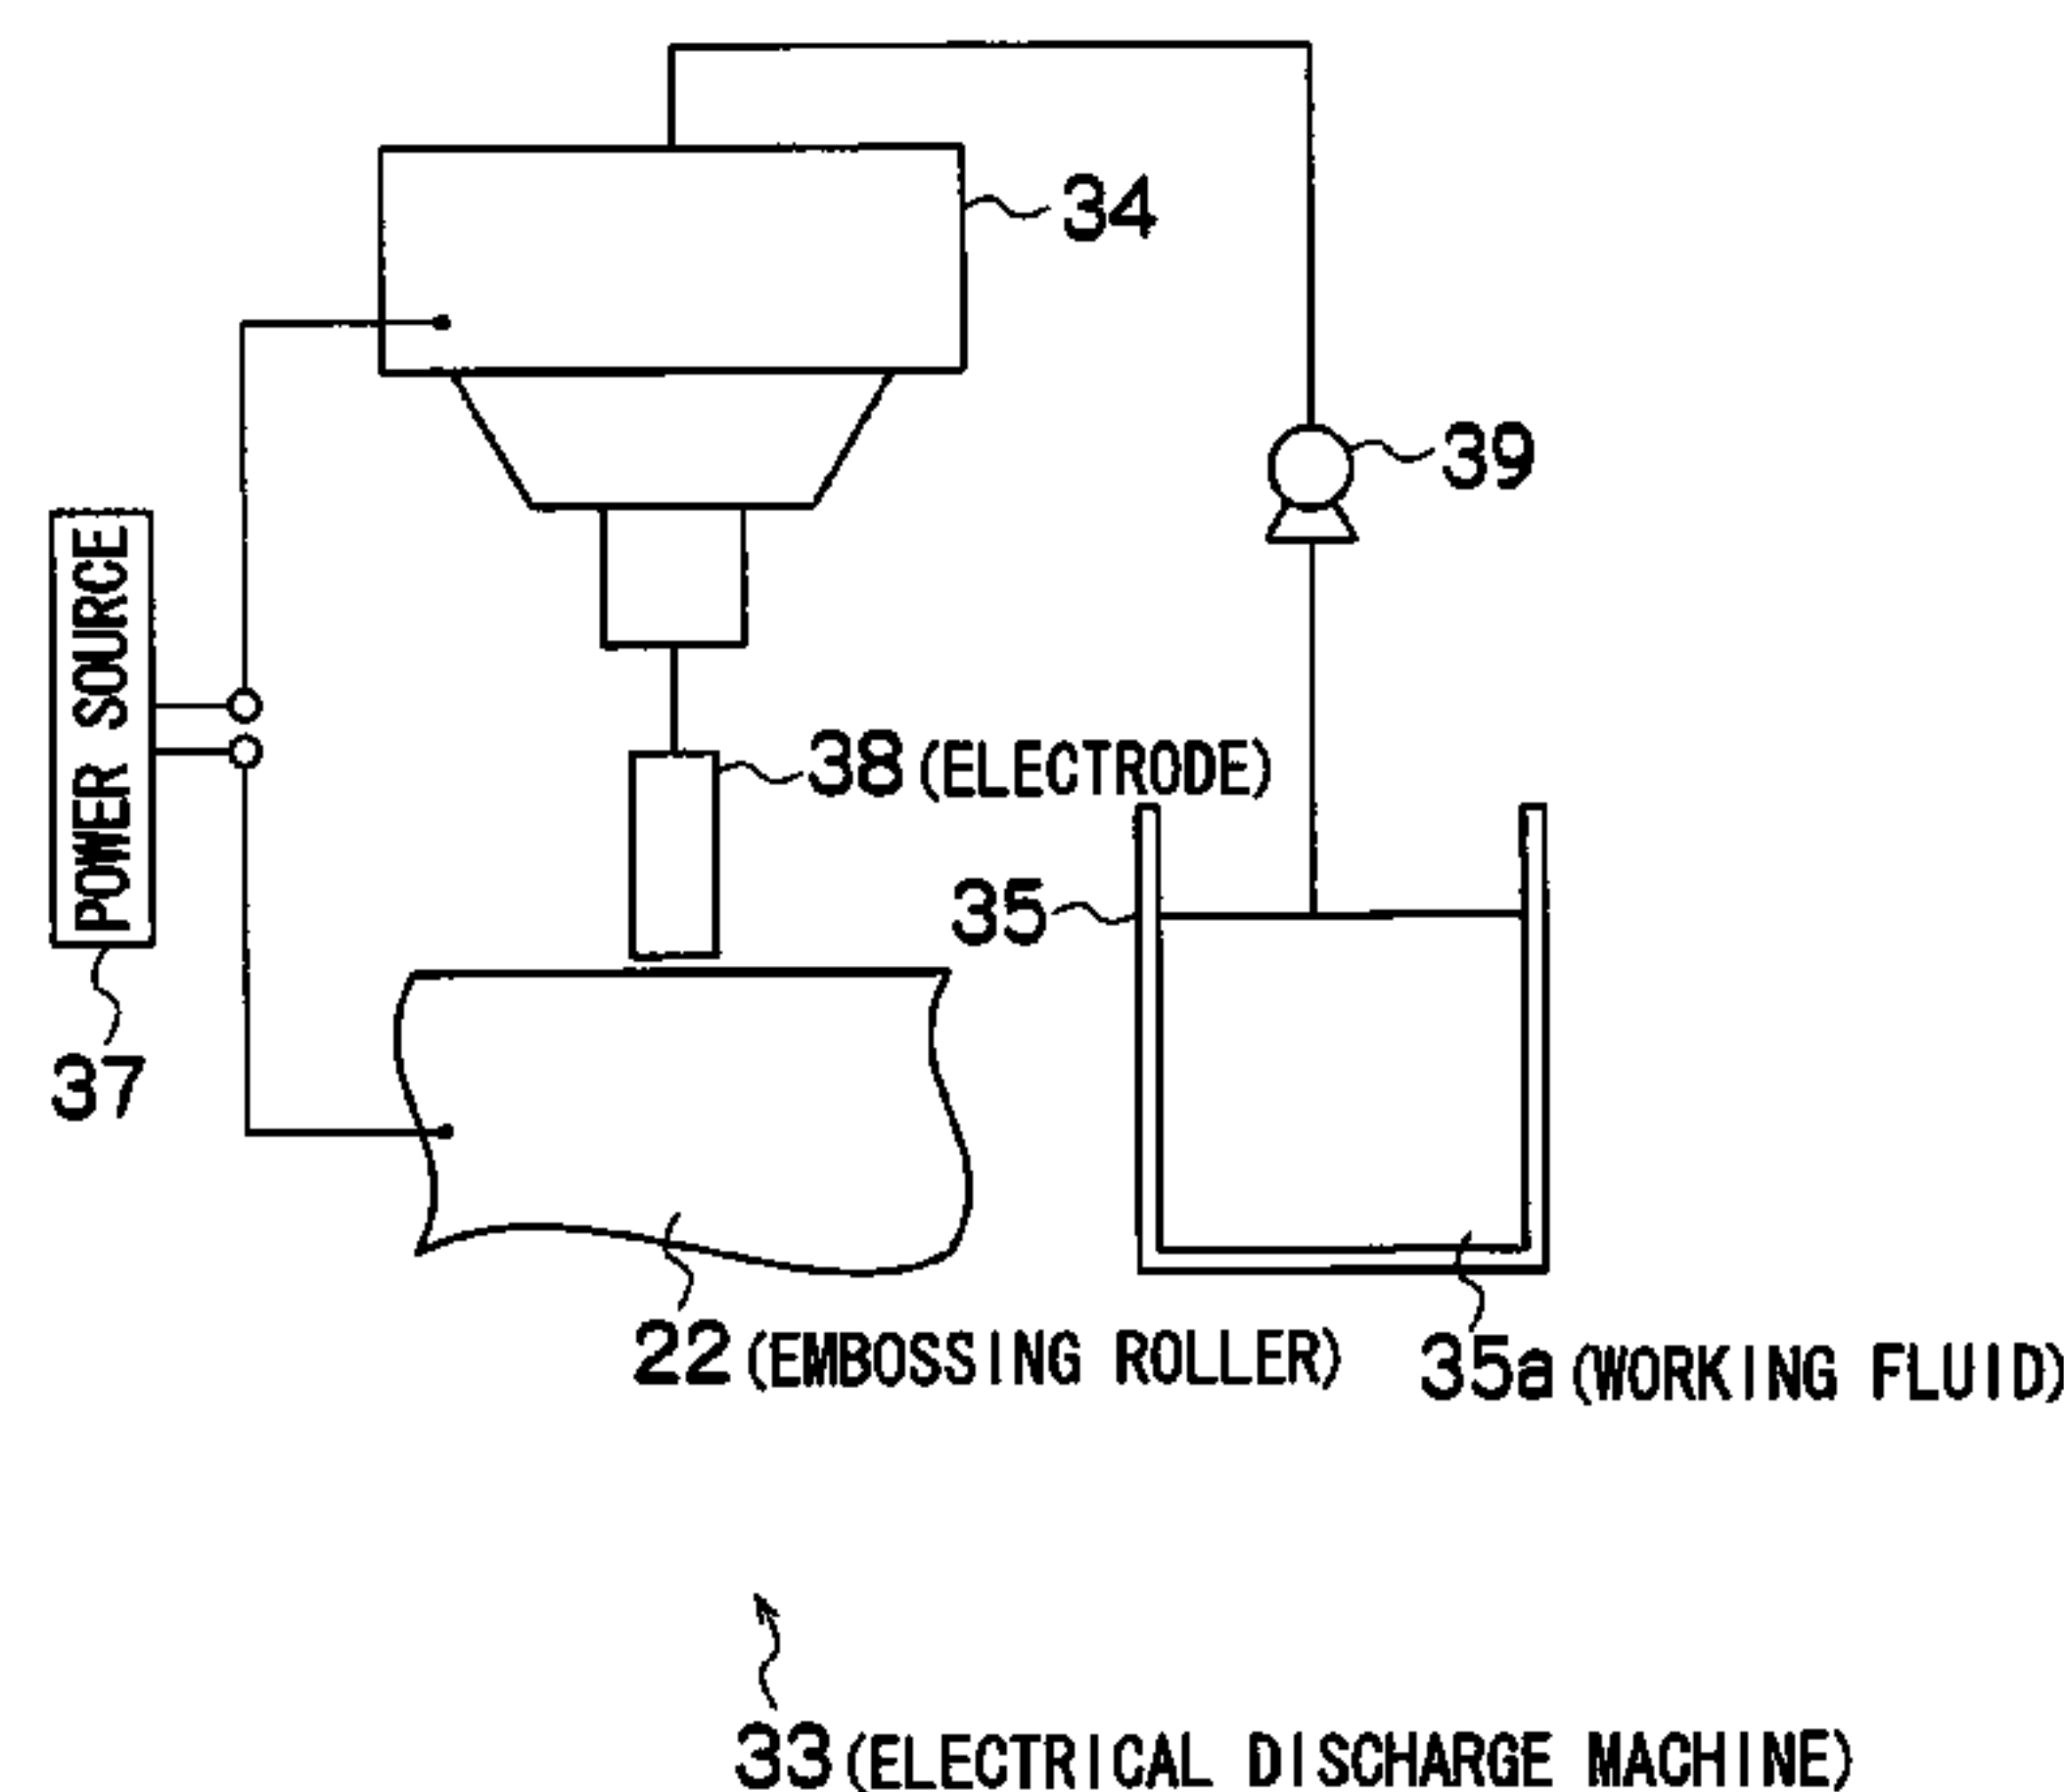 34
39
POWER SOURCE
38 (ELECTRODE)
35
37
22 (EMBOSSING ROLLER)
35a (WORKING FLUID)
33 (ELECTRICAL DISCHARGE MACHINE)